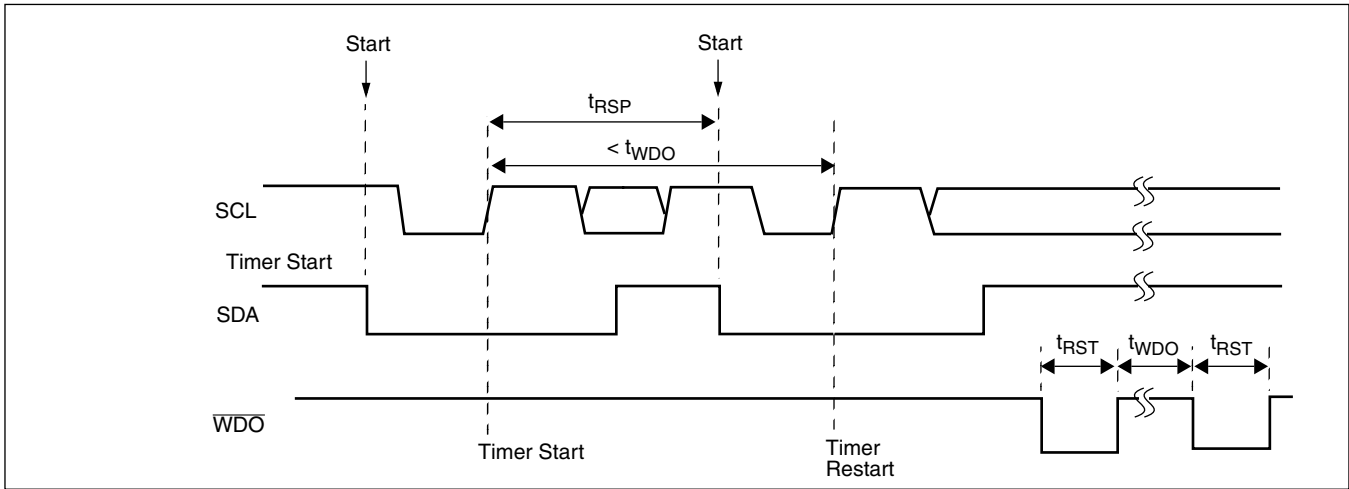 Start
Start
tRSP
< tWDO
SCL
Timer Start
SDA
tRST
tWDO
tRST
WDO
Timer Start
Timer
Restart